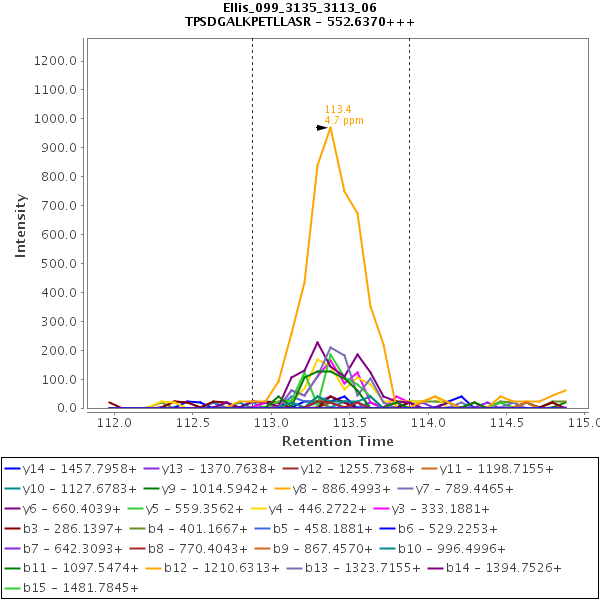 Ellis_099_3135_3113_06
TPSDGALKPETLLASR - 552.6370+++
113.4
4.7 ppm
Intensity
1200.0
1100.0
1000.0
900.0
800.0
700.0
600.0
500.0
400.0
300.0
200.0
100.0
0.0
112.0 112.5 113.0 113.5 114.0 114.5 115.0
Retention Time
y14 - 1457.7958+ y13 - 1370.7638+ y12 - 1255.7368+ y11 - 1198.7155+
y10 - 1127.6783+ y9 - 1014.5942+ y8 - 886.4993+ y7 - 789.4465+
y6 - 660.4039+ y5 - 559.3562+ y4 - 446.2722+ y3 - 333.1881+
b3 - 286.1397+ b4 - 401.1667+ b5 - 458.1881+ b6 - 529.2253+
b7 - 642.3093+ b8 - 770.4043+ b9 - 867.4570+ b10 - 996.4996+
b11 - 1097.5474+ b12 - 1210.6313+ b13 - 1323.7155+ b14 - 1394.7526+
b15 - 1481.7845+